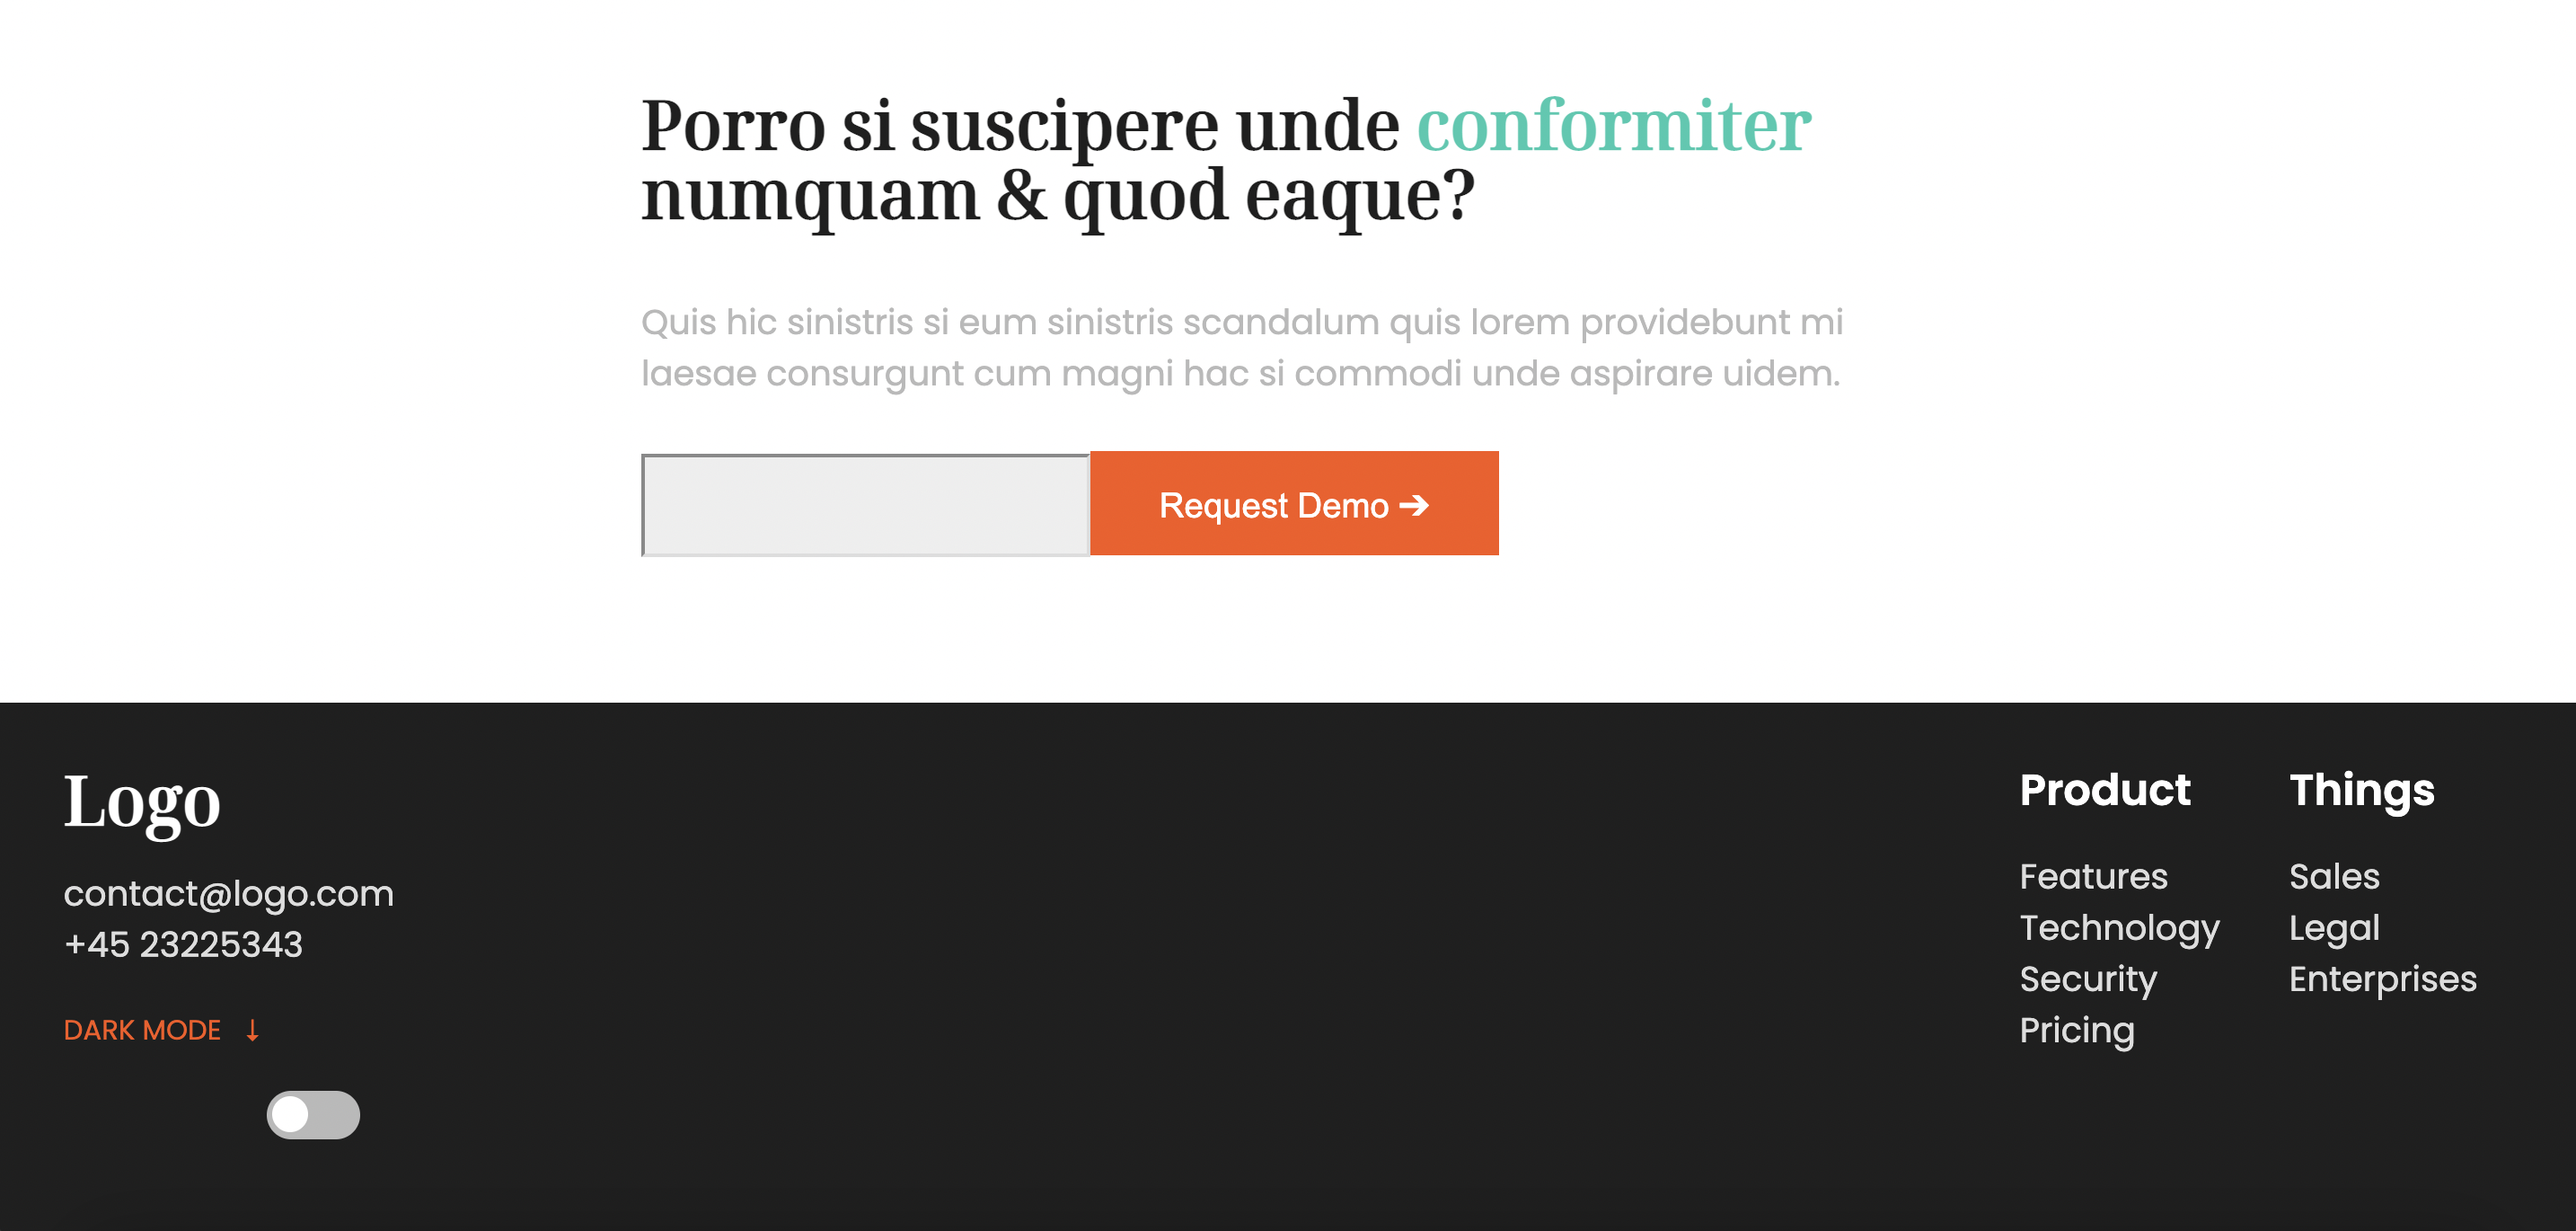 Porro si suscipere unde conformiter
numquam & quod eaque?
Quis hic sinistris si eum sinistris scandalum quis lorem providebunt mi
laesae consurgunt cum magni hac si commodi unde aspirare uidem.
Request Demo ➔
Logo
contact@logo.com
+45 23225343
DARK MODE ↓
Product
Features
Technology
Security
Pricing
Things
Sales
Legal
Enterprises